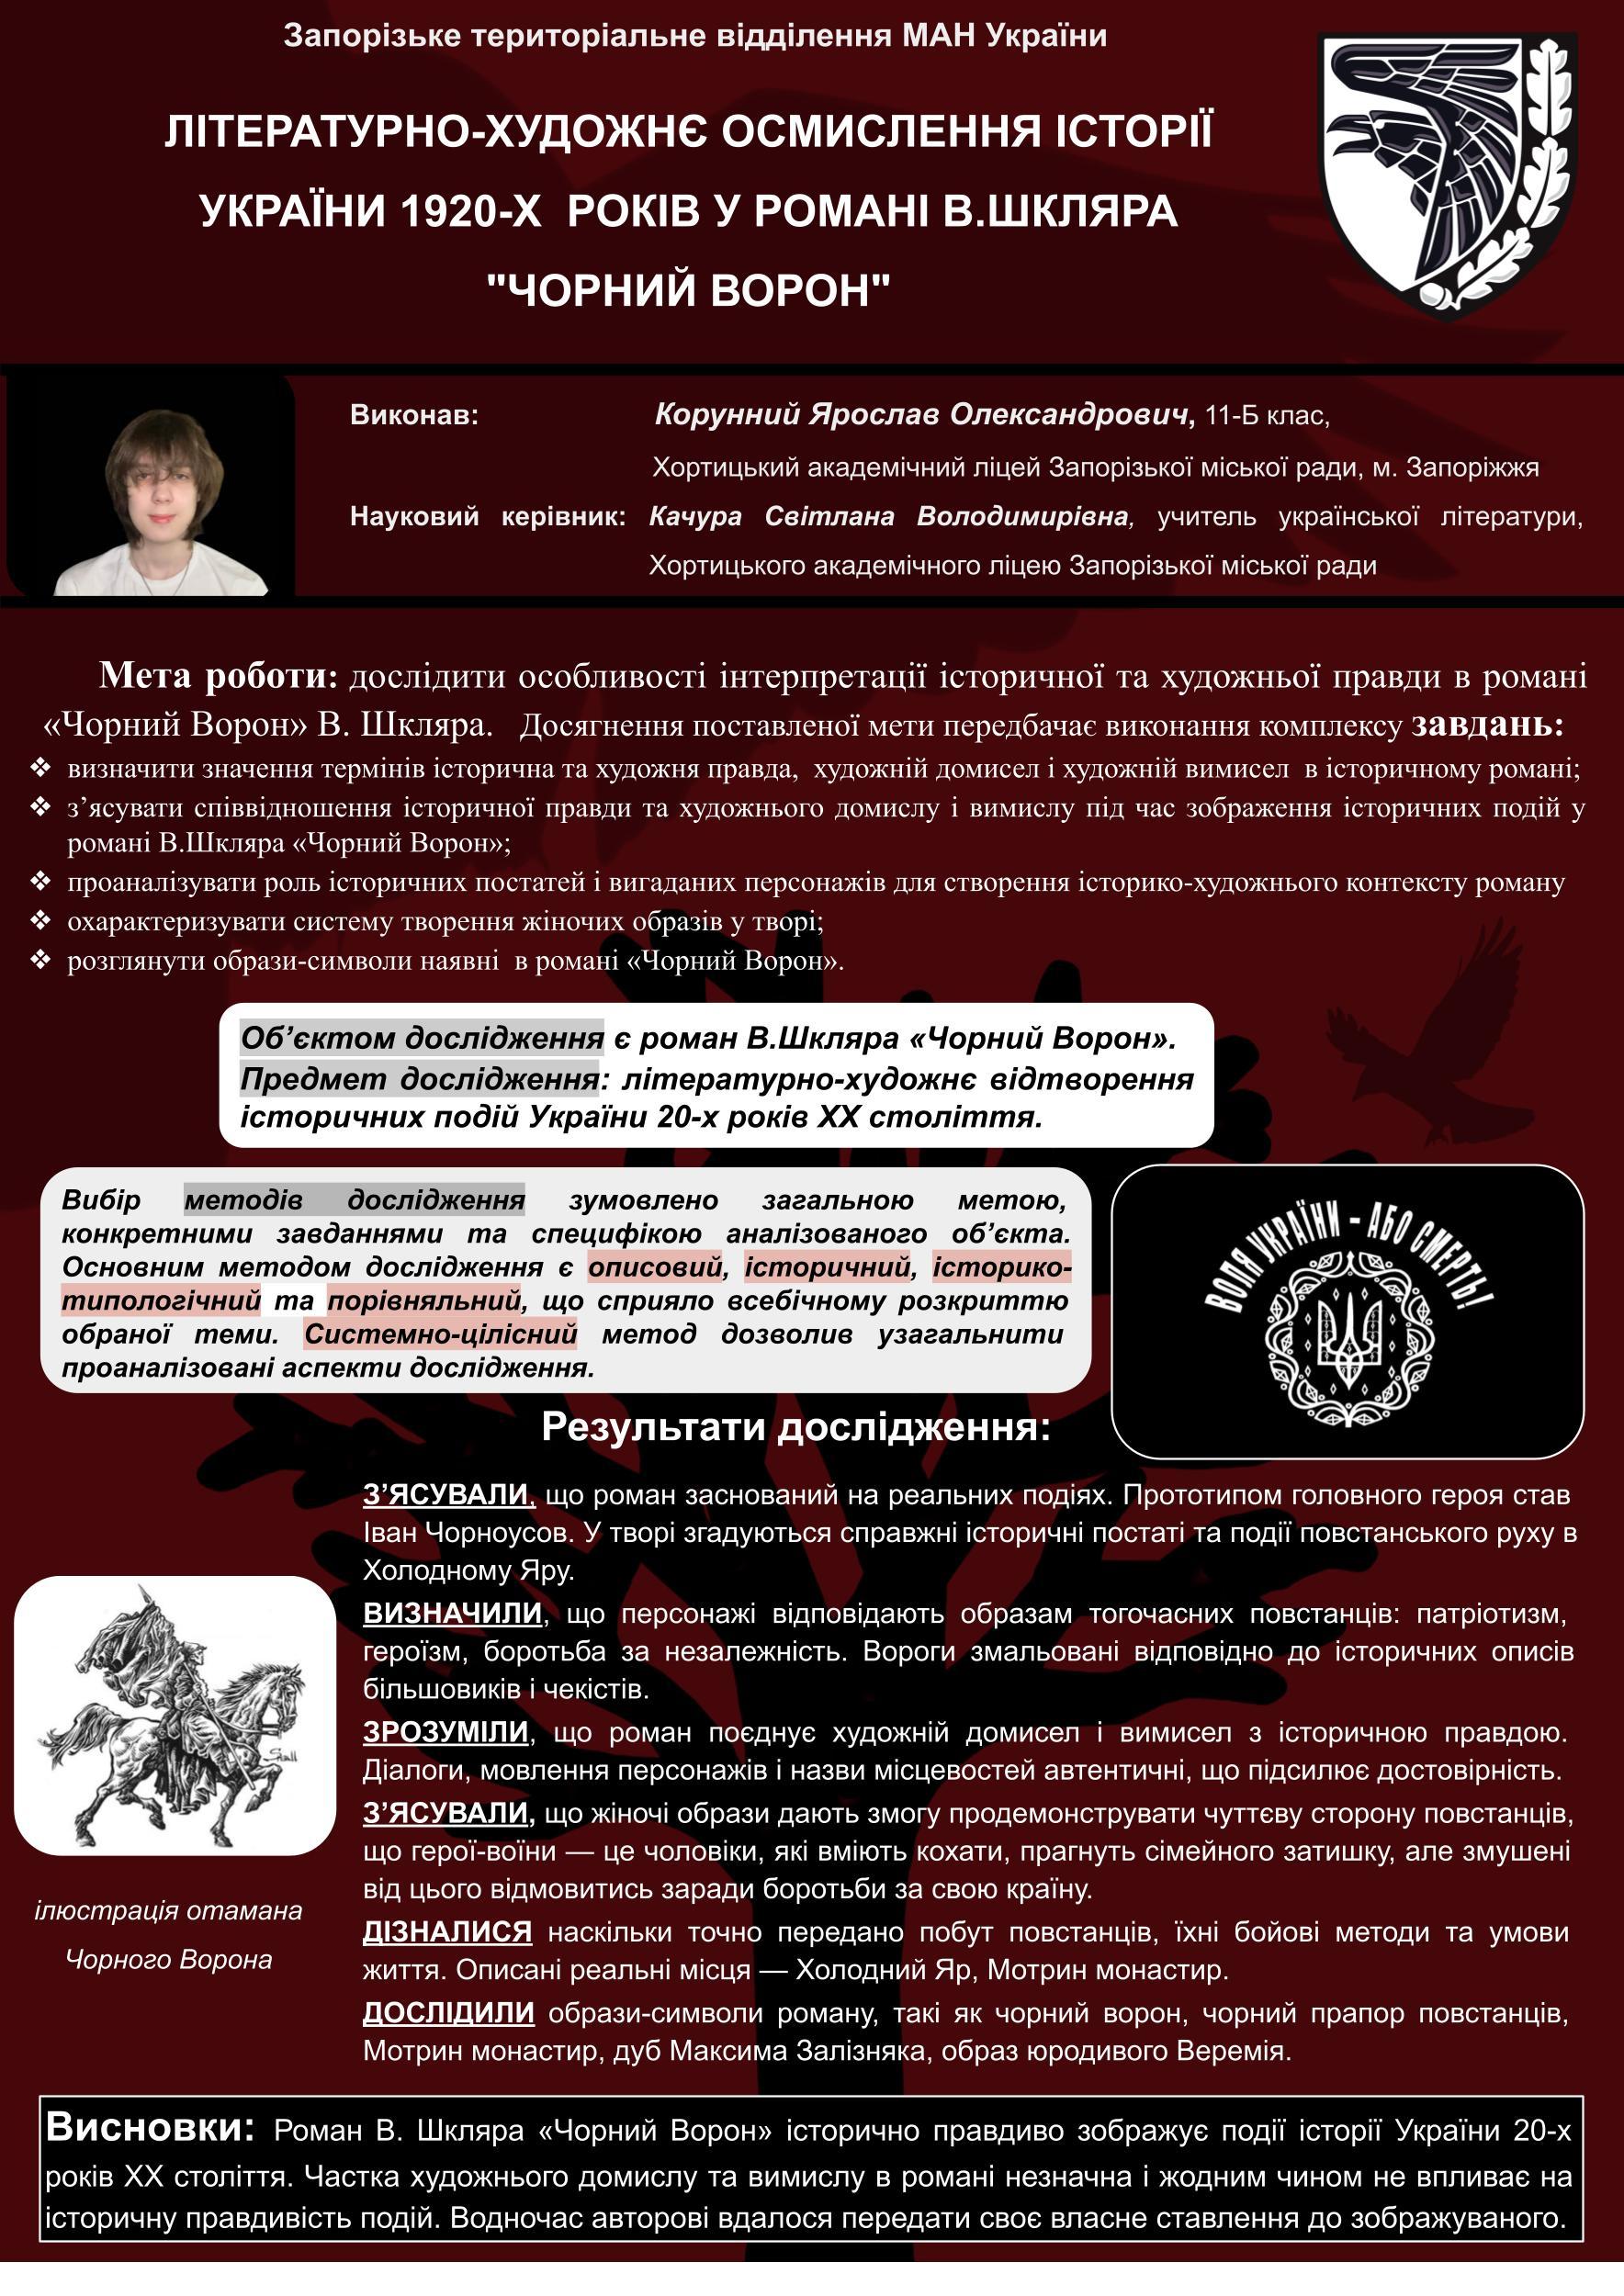 Запорізьке територіальне відділення МАН України
ЛІТЕРАТУРНО-ХУДОЖНЄ ОСМИСЛЕННЯ ІСТОРІЇ
УКРАЇНИ 1920-Х РОКІВ У РОМАНІ В.ШКЛЯРА
"ЧОРНИЙ ВОРОН"
Виконав: Корунний Ярослав Олександрович, 11-Б клас,
Хортицький академічний ліцей Запорізької міської ради, м. Запоріжжя
Науковий керівник: Качура Світлана Володимирівна, учитель української літератури,
Хортицького академічного ліцею Запорізької міської ради
Мета роботи: дослідити особливості інтерпретації історичної та художньої правди в романі
«Чорний Ворон» В. Шкляра. Досягнення поставленої мети передбачає виконання комплексу завдань:
❖ визначити значення термінів історична та художня правда, художній домисел і художній вимисел в історичному романі;
❖ з’ясувати співвідношення історичної правди та художнього домислу і вимислу під час зображення історичних подій у
романі В.Шкляра «Чорний Ворон»;
❖ проаналізувати роль історичних постатей і вигаданих персонажів для створення історико-художнього контексту роману
❖ охарактеризувати систему творення жіночих образів у творі;
❖ розглянути образи-символи наявні в романі «Чорний Ворон».
Об’єктом дослідження є роман В.Шкляра «Чорний Ворон».
Предмет дослідження: літературно-художнє відтворення
історичних подій України 20-х років ХХ століття.
Вибір методів дослідження зумовлено загальною метою,
конкретними завданнями та специфікою аналізованого об’єкта.
Основним методом дослідження є описовий, історичний, історико-
типологічний та порівняльний, що сприяло всебічному розкриттю
обраної теми. Системно-цілісний метод дозволив узагальнити
проаналізовані аспекти дослідження.
ВОЛЯ УКРАЇНИ – АБО СМЕРТЬ!
Результати дослідження:
З’ЯСУВАЛИ, що роман заснований на реальних подіях. Прототипом головного героя став
Іван Чорноусов. У творі згадуються справжні історичні постаті та події повстанського руху в
Холодному Яру.
ВИЗНАЧИЛИ, що персонажі відповідають образам тогочасних повстанців: патріотизм,
героїзм, боротьба за незалежність. Вороги змальовані відповідно до історичних описів
більшовиків і чекістів.
ЗРОЗУМІЛИ, що роман поєднує художній домисел і вимисел з історичною правдою.
Діалоги, мовлення персонажів і назви місцевостей автентичні, що підсилює достовірність.
З’ЯСУВАЛИ, що жіночі образи дають змогу продемонструвати чуттєву сторону повстанців,
що герої-воїни — це чоловіки, які вміють кохати, прагнуть сімейного затишку, але змушені
від цього відмовитись заради боротьби за свою країну.
ДІЗНАЛИСЯ наскільки точно передано побут повстанців, їхні бойові методи та умови
життя. Описані реальні місця — Холодний Яр, Мотрин монастир.
ДОСЛІДИЛИ образи-символи роману, такі як чорний ворон, чорний прапор повстанців,
Мотрин монастир, дуб Максима Залізняка, образ юродивого Веремія.
ілюстрація отамана
Чорного Ворона
Висновки: Роман В. Шкляра «Чорний Ворон» історично правдиво зображує події історії України 20-х
років ХХ століття. Частка художнього домислу та вимислу в романі незначна і жодним чином не впливає на
історичну правдивість подій. Водночас авторові вдалося передати своє власне ставлення до зображуваного.